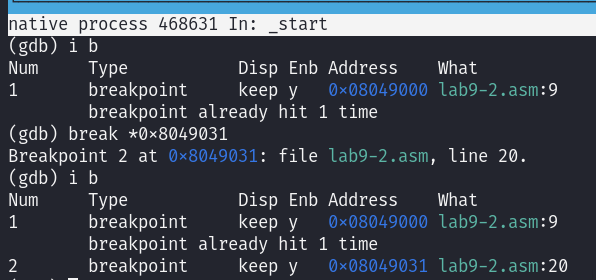 native process 468631 In: _start
(gdb) i b
Num     Type           Disp Enb Address    What
1       breakpoint     keep y   0x08049000 lab9-2.asm:9
        breakpoint already hit 1 time
(gdb) break *0x8049031
Breakpoint 2 at 0x8049031: file lab9-2.asm, line 20.
(gdb) i b
Num     Type           Disp Enb Address    What
1       breakpoint     keep y   0x08049000 lab9-2.asm:9
        breakpoint already hit 1 time
2       breakpoint     keep y   0x08049031 lab9-2.asm:20